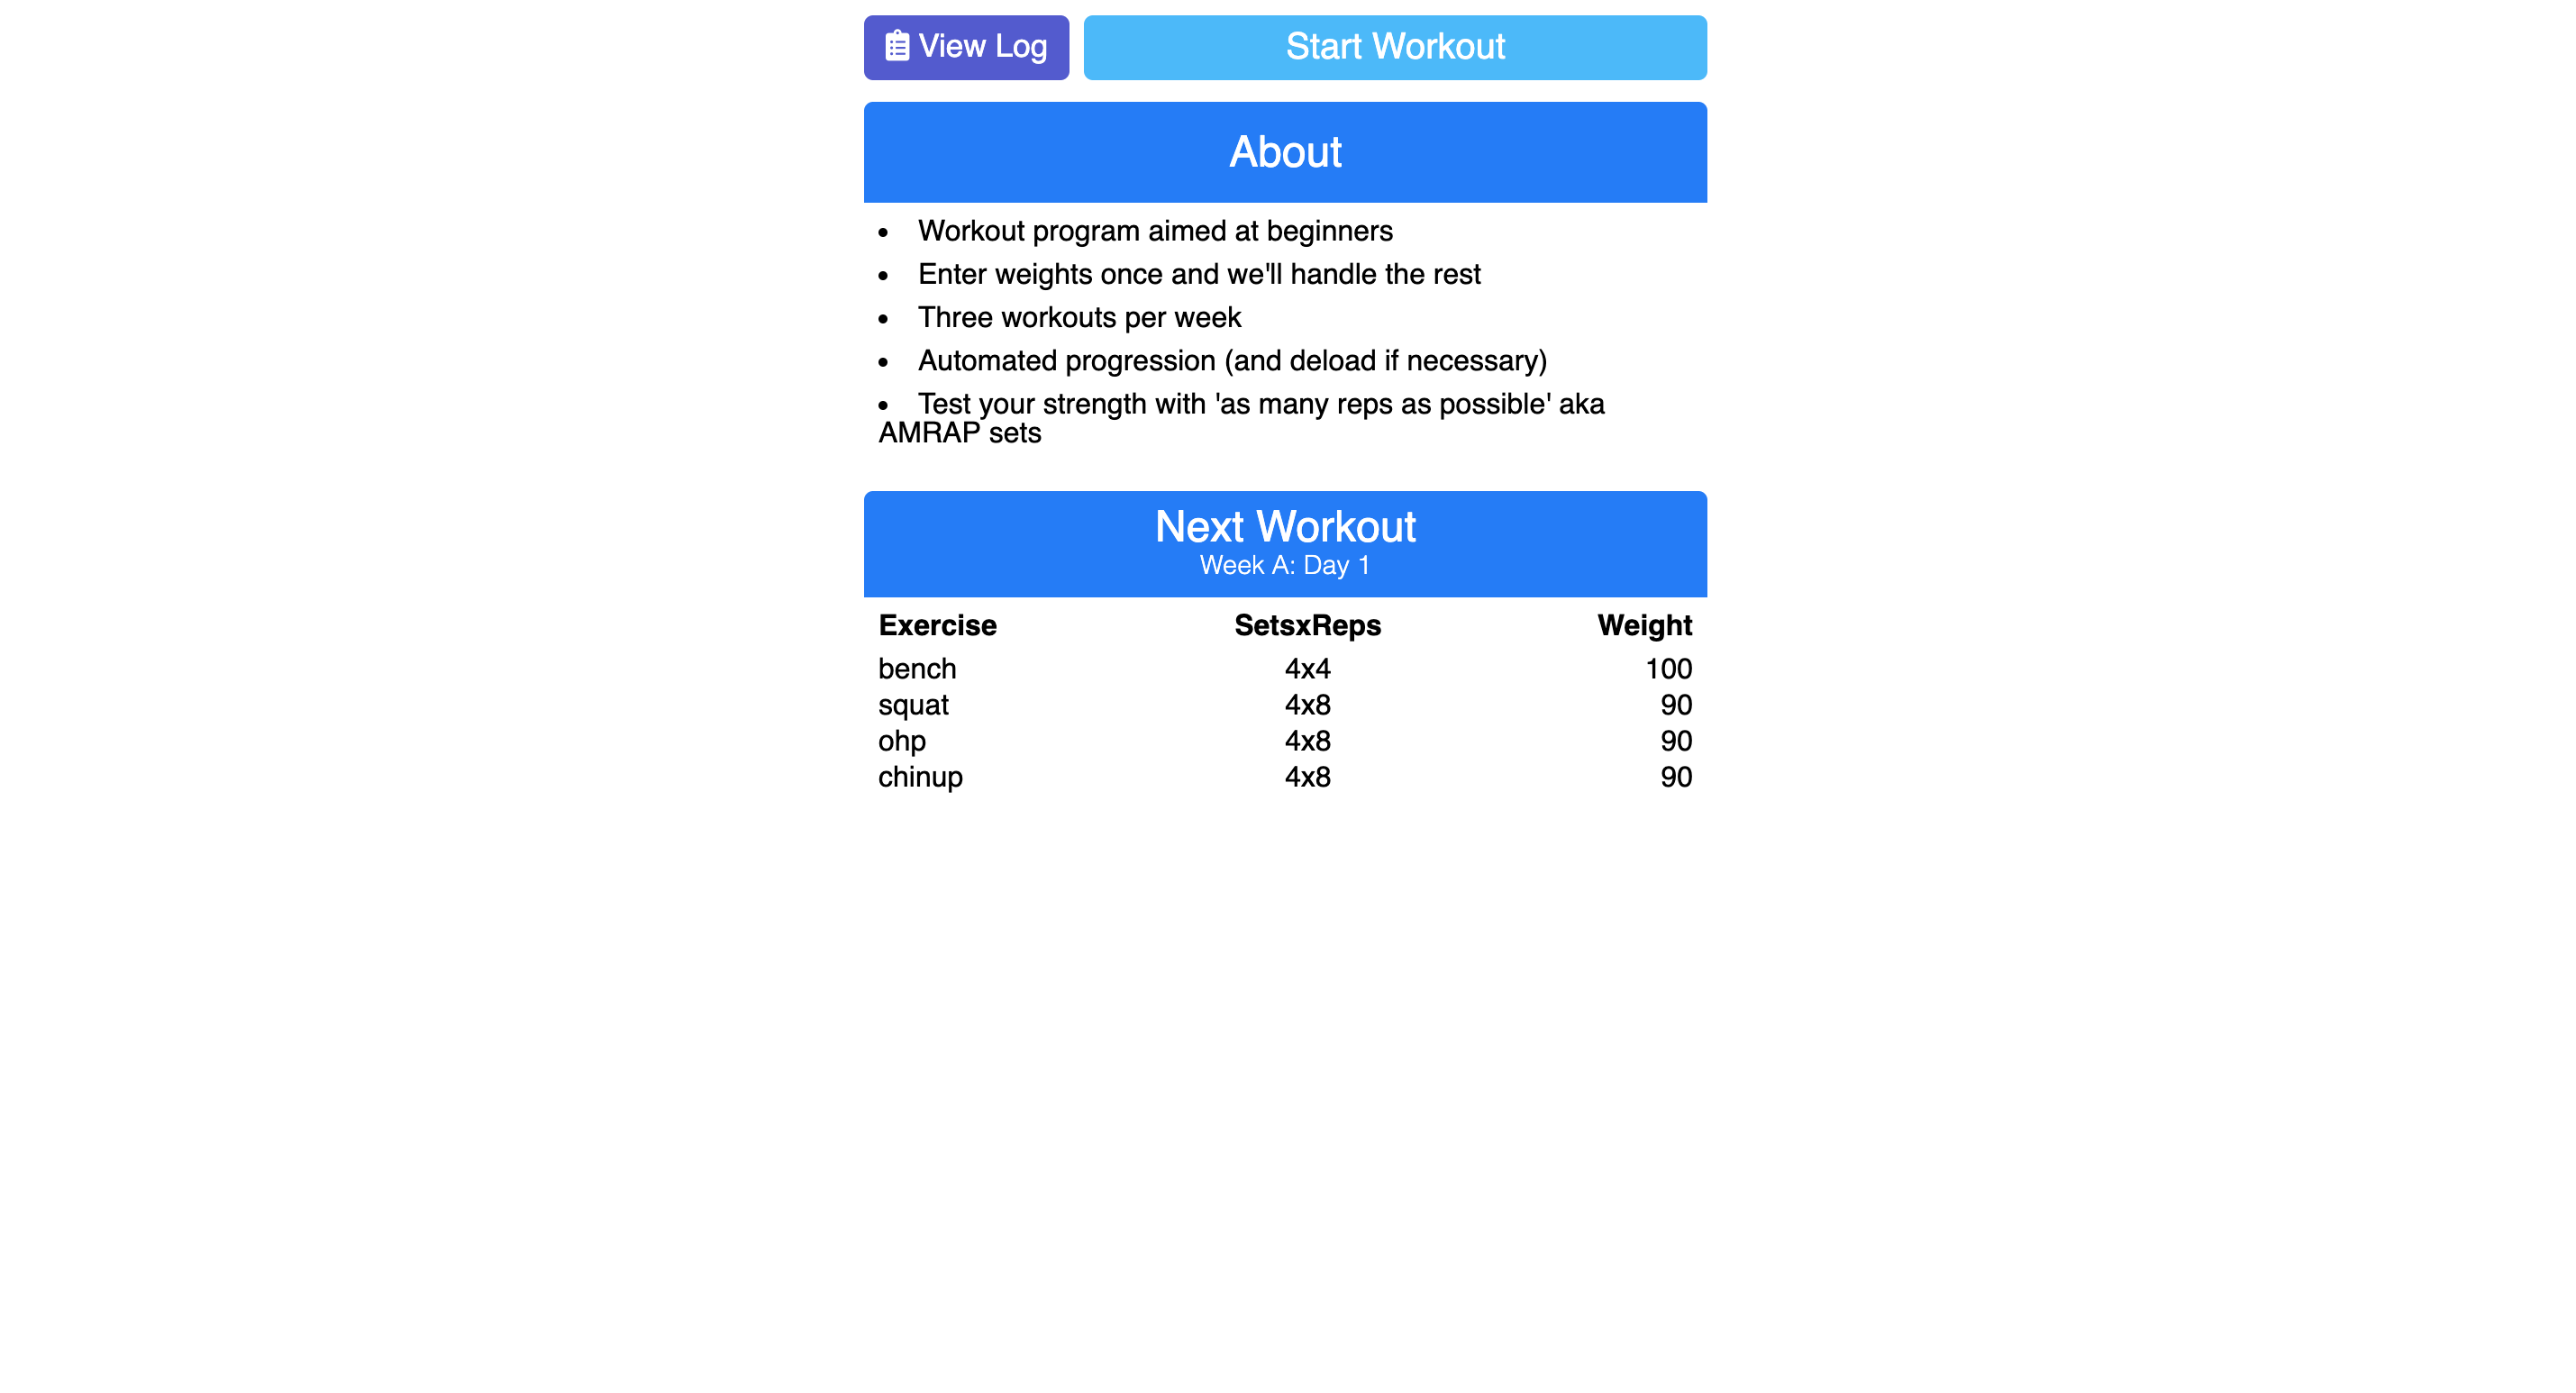 View Log
Start Workout
About
• Workout program aimed at beginners
• Enter weights once and we'll handle the rest
• Three workouts per week
• Automated progression (and deload if necessary)
• Test your strength with 'as many reps as possible' aka
AMRAP sets
Next Workout
Week A: Day 1
Exercise SetsxReps Weight
bench 4x4 100
squat 4x8 90
ohp 4x8 90
chinup 4x8 90